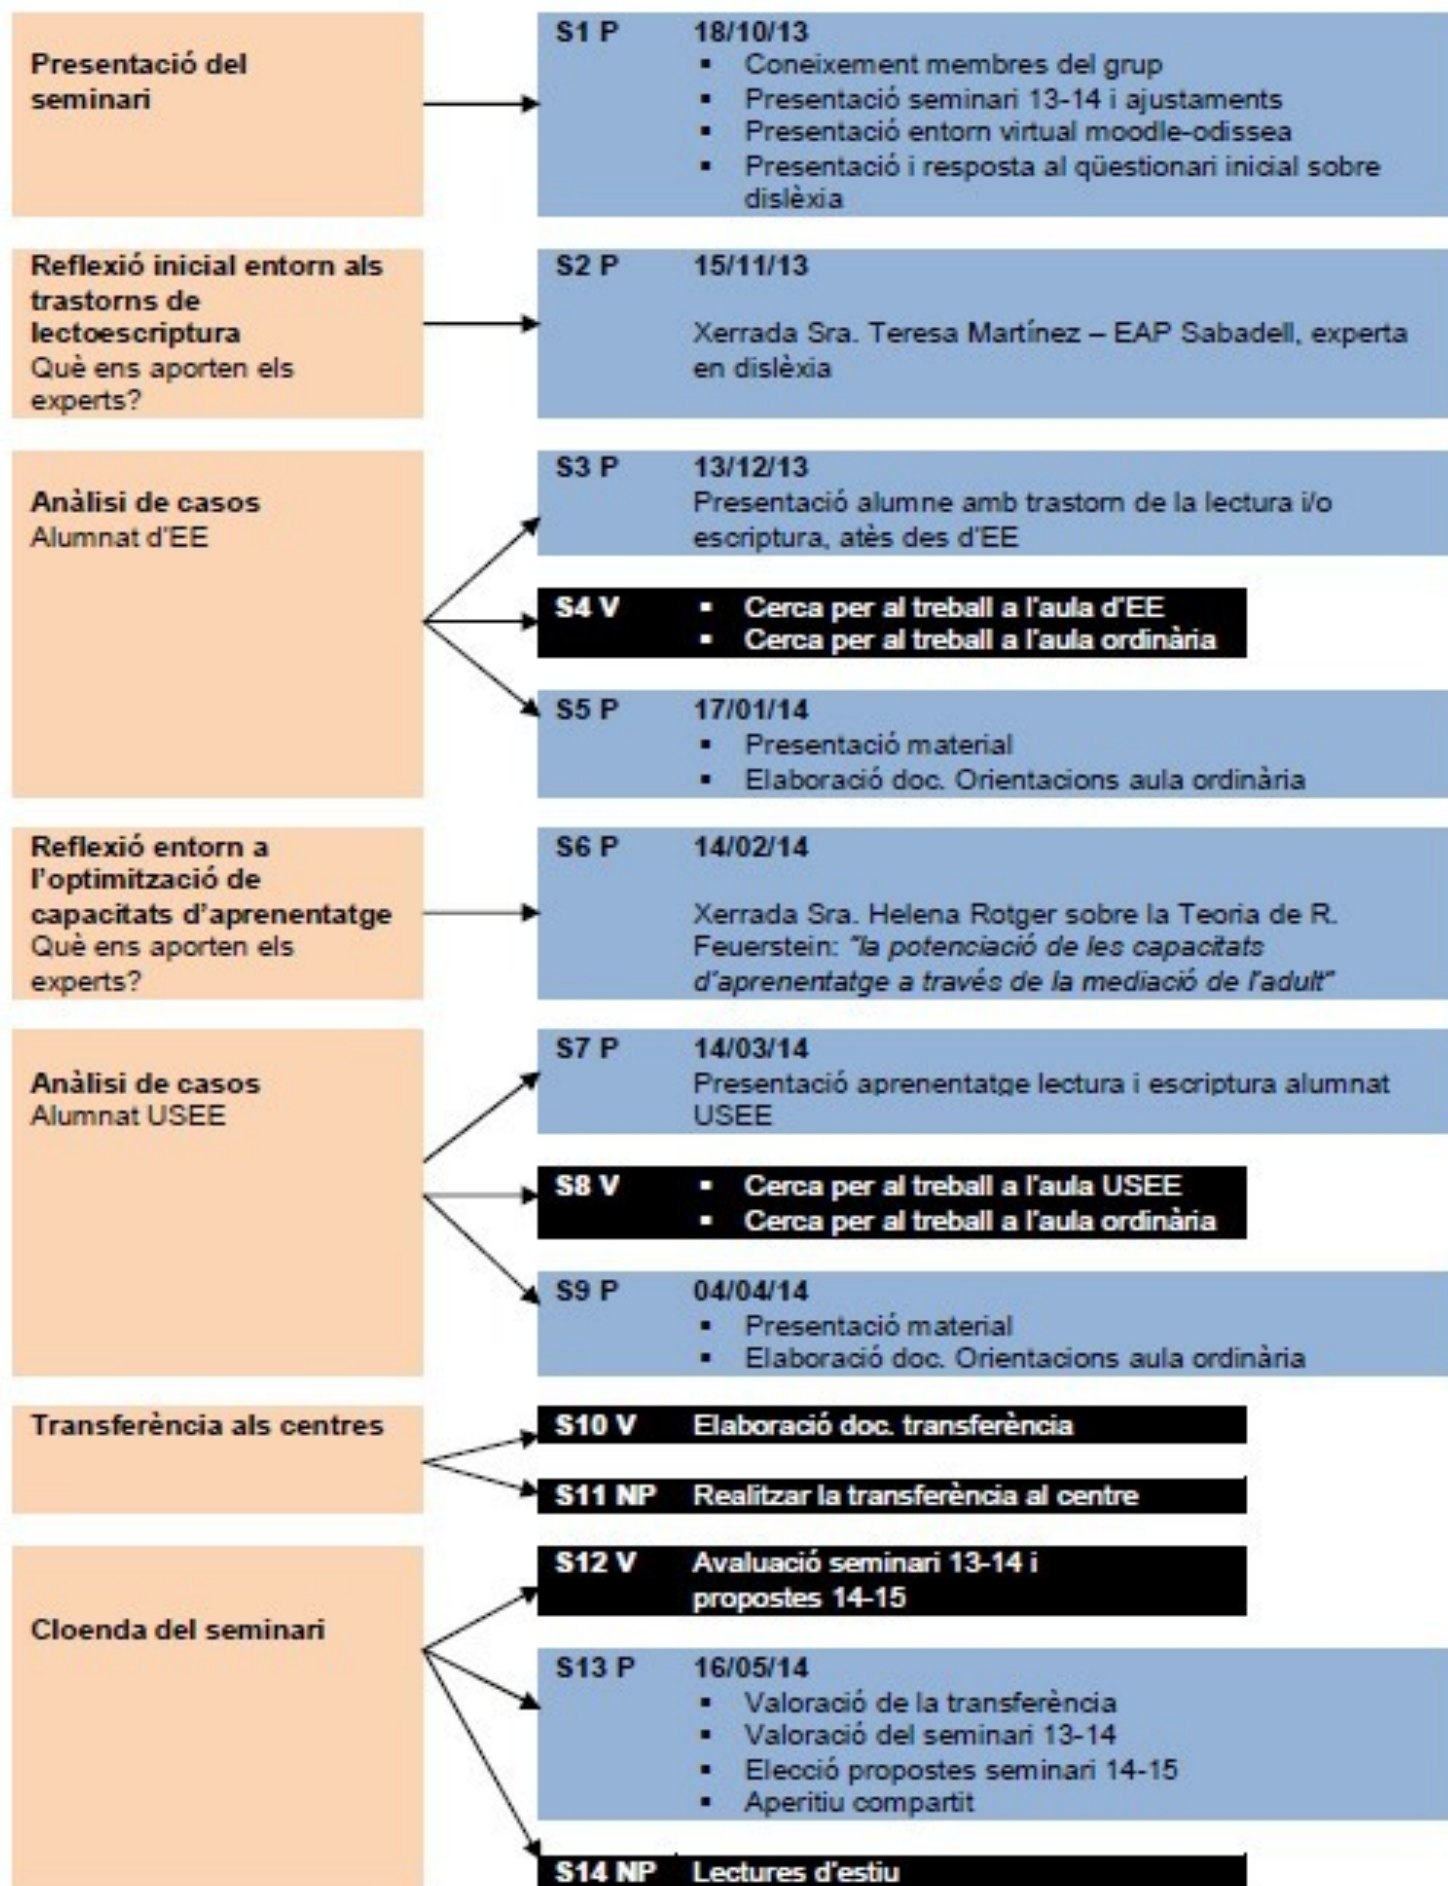 Presentació del
seminari
S1 P 18/10/13
▪ Coneixement membres del grup
▪ Presentació seminari 13-14 i ajustaments
▪ Presentació entorn virtual moodle-odissea
▪ Presentació i resposta al qüestionari inicial sobre
dislèxia
Reflexió inicial entorn als
trastorns de
lectoescriptura
Què ens aporten els
experts?
S2 P 15/11/13
Xerrada Sra. Teresa Martínez – EAP Sabadell, experta
en dislèxia
Anàlisi de casos
Alumnat d'EE
S3 P 13/12/13
Presentació alumne amb trastorn de la lectura i/o
escriptura, atès des d'EE
S4 V ▪ Cerca per al treball a l'aula d'EE
▪ Cerca per al treball a l'aula ordinària
S5 P 17/01/14
▪ Presentació material
▪ Elaboració doc. Orientacions aula ordinària
Reflexió entorn a
l'optimització de
capacitats d'aprenentatge
Què ens aporten els
experts?
S6 P 14/02/14
Xerrada Sra. Helena Rotger sobre la Teoria de R.
Feuerstein: "la potenciació de les capacitats
d'aprenentatge a través de la mediació de l'adult"
Anàlisi de casos
Alumnat USEE
S7 P 14/03/14
Presentació aprenentatge lectura i escriptura alumnat
USEE
S8 V ▪ Cerca per al treball a l'aula USEE
▪ Cerca per al treball a l'aula ordinària
S9 P 04/04/14
▪ Presentació material
▪ Elaboració doc. Orientacions aula ordinària
Transferència als centres
S10 V Elaboració doc. transferència
S11 NP Realitzar la transferència al centre
Cloenda del seminari
S12 V Avaluació seminari 13-14 i
propostes 14-15
S13 P 16/05/14
▪ Valoració de la transferència
▪ Valoració del seminari 13-14
▪ Elecció propostes seminari 14-15
▪ Aperitiu compartit
S14 NP Lectures d'estiu